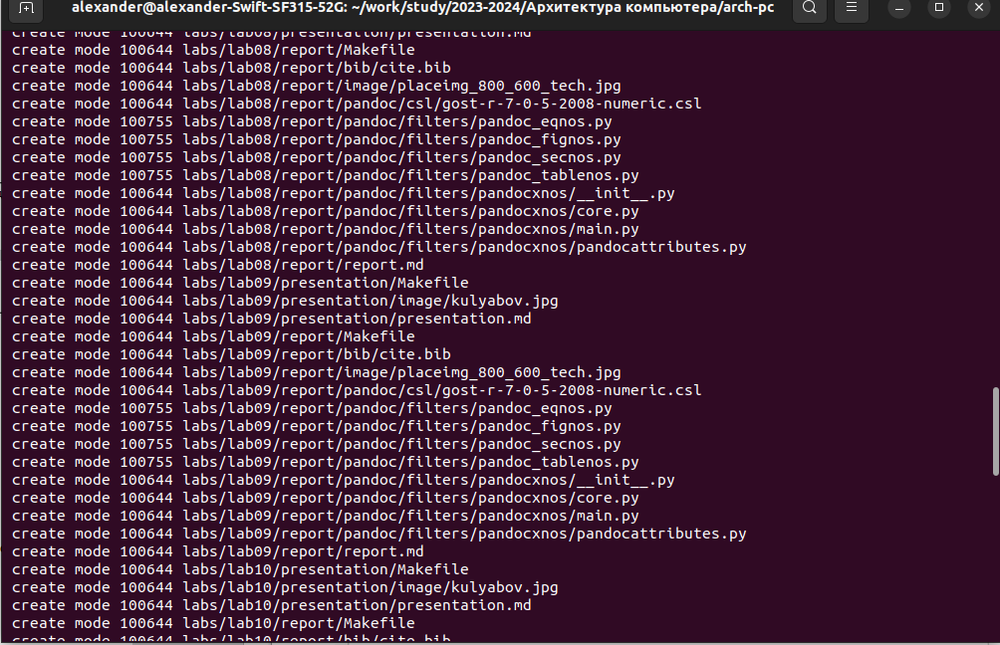 alexander@alexander-Swift-SF315-52G: ~/work/study/2023-2024/Архитектура компьютера/arch-pc
create mode 100644 labs/lab08/presentation/presentation.md
create mode 100644 labs/lab08/report/Makefile
create mode 100644 labs/lab08/report/bib/cite.bib
create mode 100644 labs/lab08/report/image/placeimg_800_600_tech.jpg
create mode 100644 labs/lab08/report/pandoc/csl/gost-r-7-0-5-2008-numeric.csl
create mode 100755 labs/lab08/report/pandoc/filters/pandoc_eqnos.py
create mode 100755 labs/lab08/report/pandoc/filters/pandoc_fignos.py
create mode 100755 labs/lab08/report/pandoc/filters/pandoc_secnos.py
create mode 100755 labs/lab08/report/pandoc/filters/pandoc_tablenos.py
create mode 100644 labs/lab08/report/pandoc/filters/pandocxnos/__init__.py
create mode 100644 labs/lab08/report/pandoc/filters/pandocxnos/core.py
create mode 100644 labs/lab08/report/pandoc/filters/pandocxnos/main.py
create mode 100644 labs/lab08/report/pandoc/filters/pandocxnos/pandocattributes.py
create mode 100644 labs/lab08/report/report.md
create mode 100644 labs/lab09/presentation/Makefile
create mode 100644 labs/lab09/presentation/image/kulyabov.jpg
create mode 100644 labs/lab09/presentation/presentation.md
create mode 100644 labs/lab09/report/Makefile
create mode 100644 labs/lab09/report/bib/cite.bib
create mode 100644 labs/lab09/report/image/placeimg_800_600_tech.jpg
create mode 100644 labs/lab09/report/pandoc/csl/gost-r-7-0-5-2008-numeric.csl
create mode 100755 labs/lab09/report/pandoc/filters/pandoc_eqnos.py
create mode 100755 labs/lab09/report/pandoc/filters/pandoc_fignos.py
create mode 100755 labs/lab09/report/pandoc/filters/pandoc_secnos.py
create mode 100755 labs/lab09/report/pandoc/filters/pandoc_tablenos.py
create mode 100644 labs/lab09/report/pandoc/filters/pandocxnos/__init__.py
create mode 100644 labs/lab09/report/pandoc/filters/pandocxnos/core.py
create mode 100644 labs/lab09/report/pandoc/filters/pandocxnos/main.py
create mode 100644 labs/lab09/report/pandoc/filters/pandocxnos/pandocattributes.py
create mode 100644 labs/lab09/report/report.md
create mode 100644 labs/lab10/presentation/Makefile
create mode 100644 labs/lab10/presentation/image/kulyabov.jpg
create mode 100644 labs/lab10/presentation/presentation.md
create mode 100644 labs/lab10/report/Makefile
create mode 100644 labs/lab10/report/bib/cite.bib